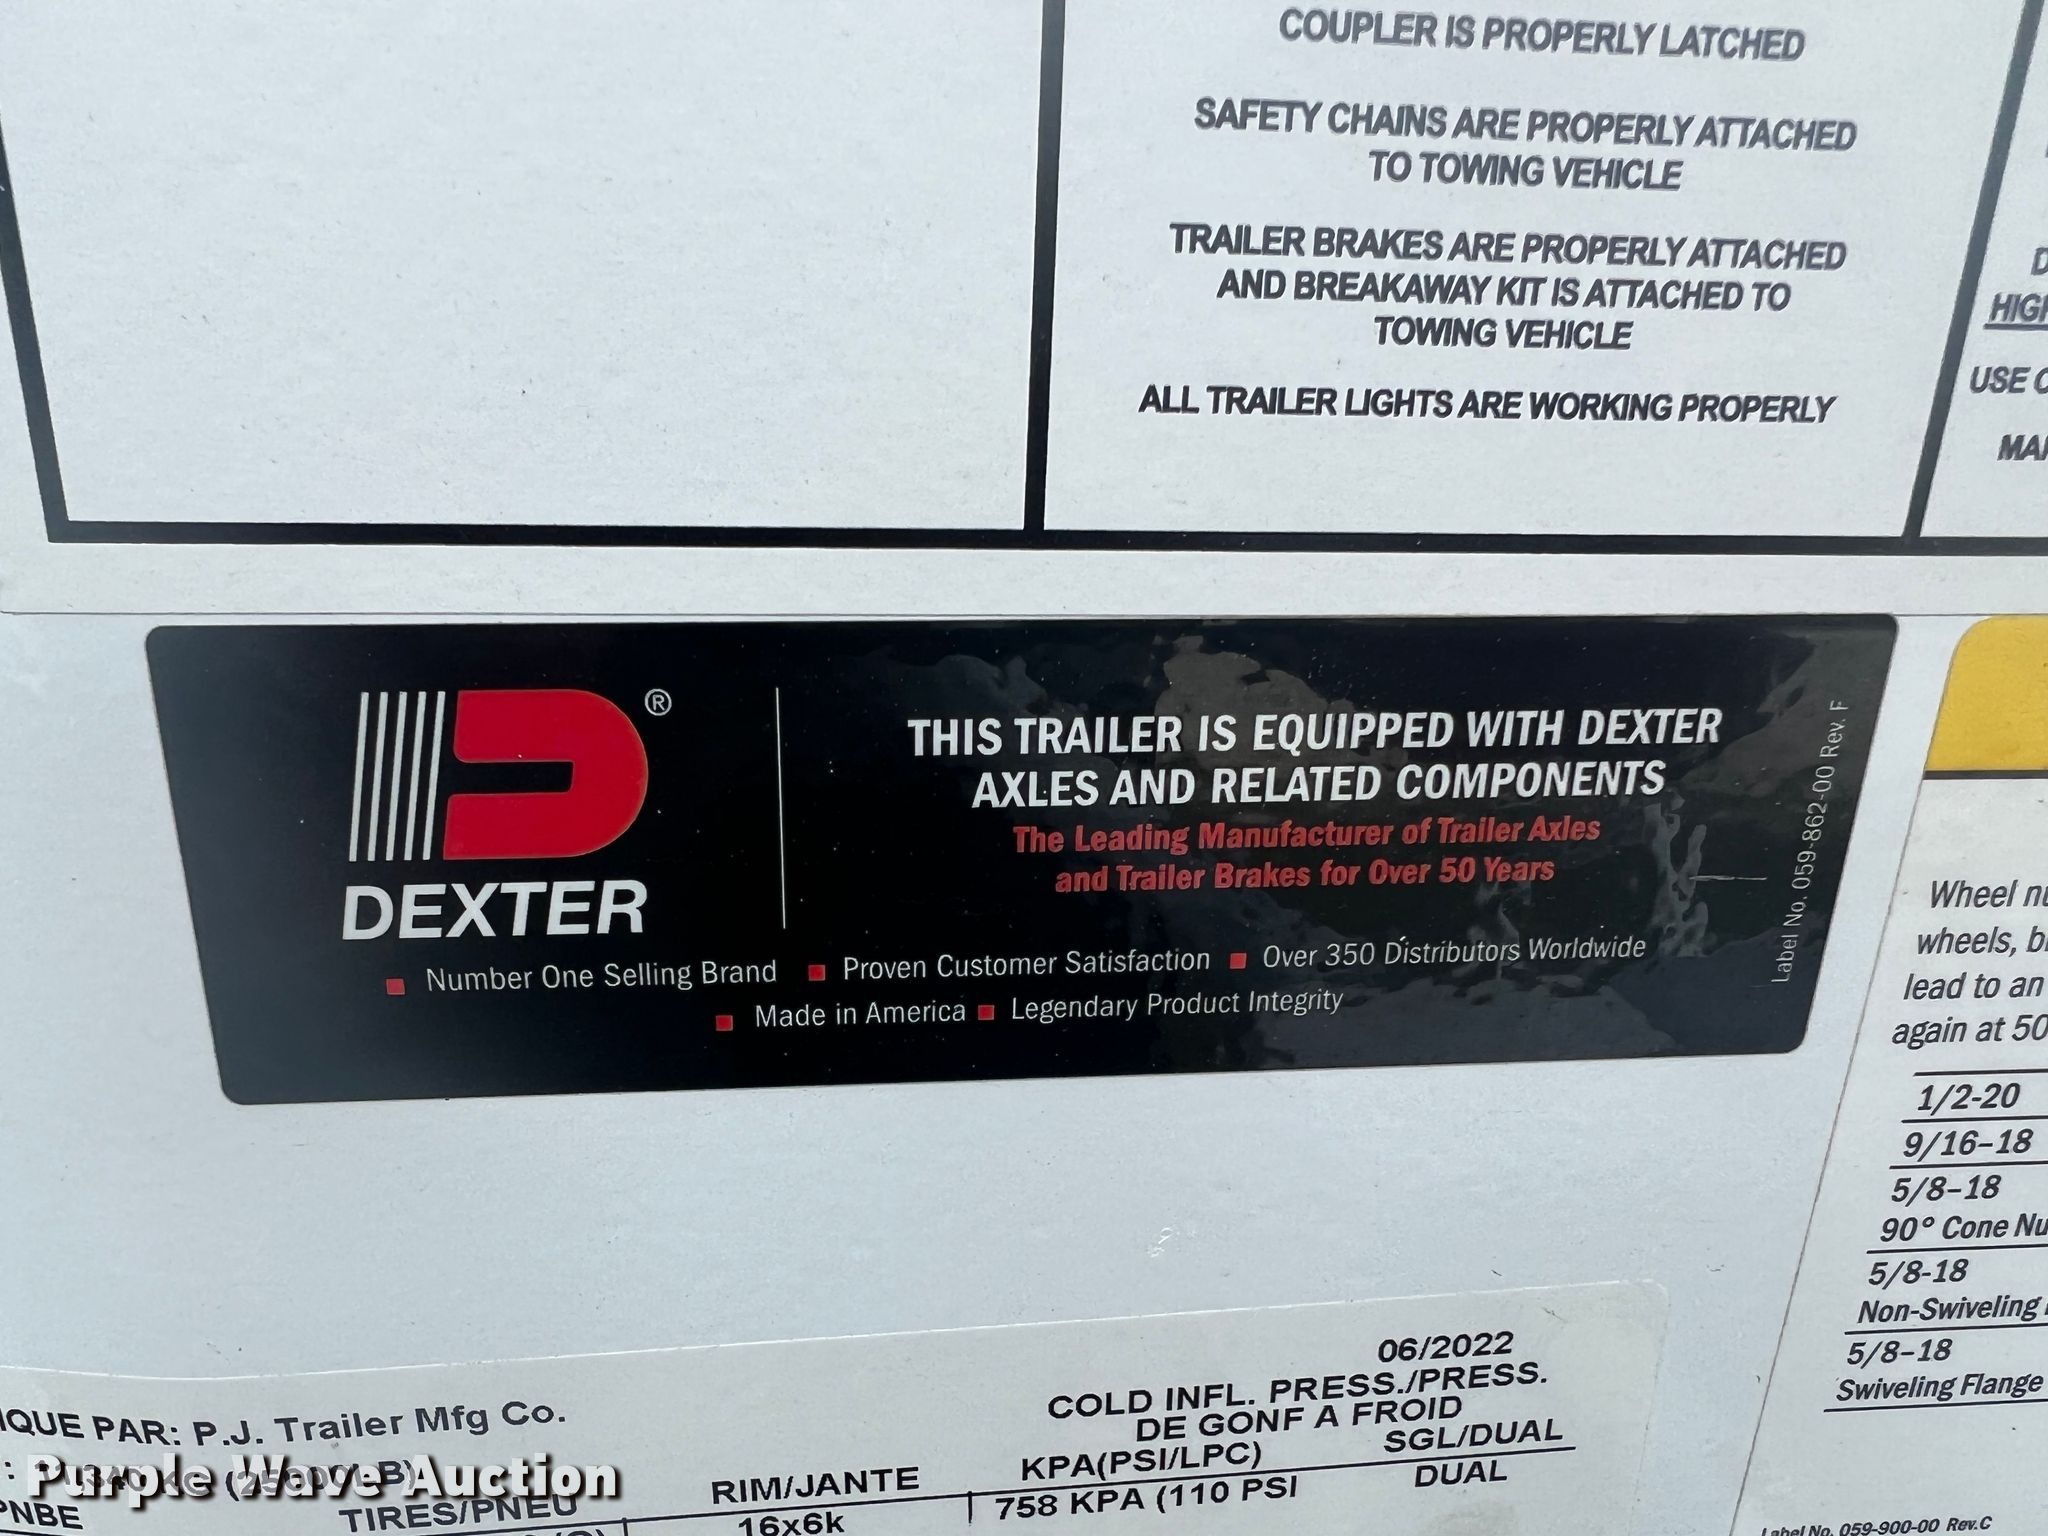 COUPLER IS PROPERLY LATCHED
SAFETY CHAINS ARE PROPERLY ATTACHED
TO TOWING VEHICLE
TRAILER BRAKES ARE PROPERLY ATTACHED
AND BREAKAWAY KIT IS ATTACHED TO
TOWING VEHICLE
ALL TRAILER LIGHTS ARE WORKING PROPERLY
USE
®
DEXTER
THIS TRAILER IS EQUIPPED WITH DEXTER
AXLES AND RELATED COMPONENTS
The Leading Manufacturer of Trailer Axles
and Trailer Brakes for Over 50 Years
■ Number One Selling Brand ■ Proven Customer Satisfaction ■ Over 350 Distributors Worldwide
■ Made in America ■ Legendary Product Integrity
Label No. 059-862-00 Rev. F
Wheel
wheels,
lead to an
again at 50
1/2-20
9/16-18
5/8-18
90° Cone
5/8-18
Non-Swiveling
5/8-18
Swiveling Flange
Label No. 059-900-00 Rev.C
06/2022
COLD INFL. PRESS./PRESS.
DE GONF A FROID
KPA(PSI/LPC) SGL/DUAL
758 KPA (110 PSI DUAL
PAR: P.J. Trailer Mfg Co.
TIRES/PNEU RIM/JANTE
16x6k
Purple Wave Auction